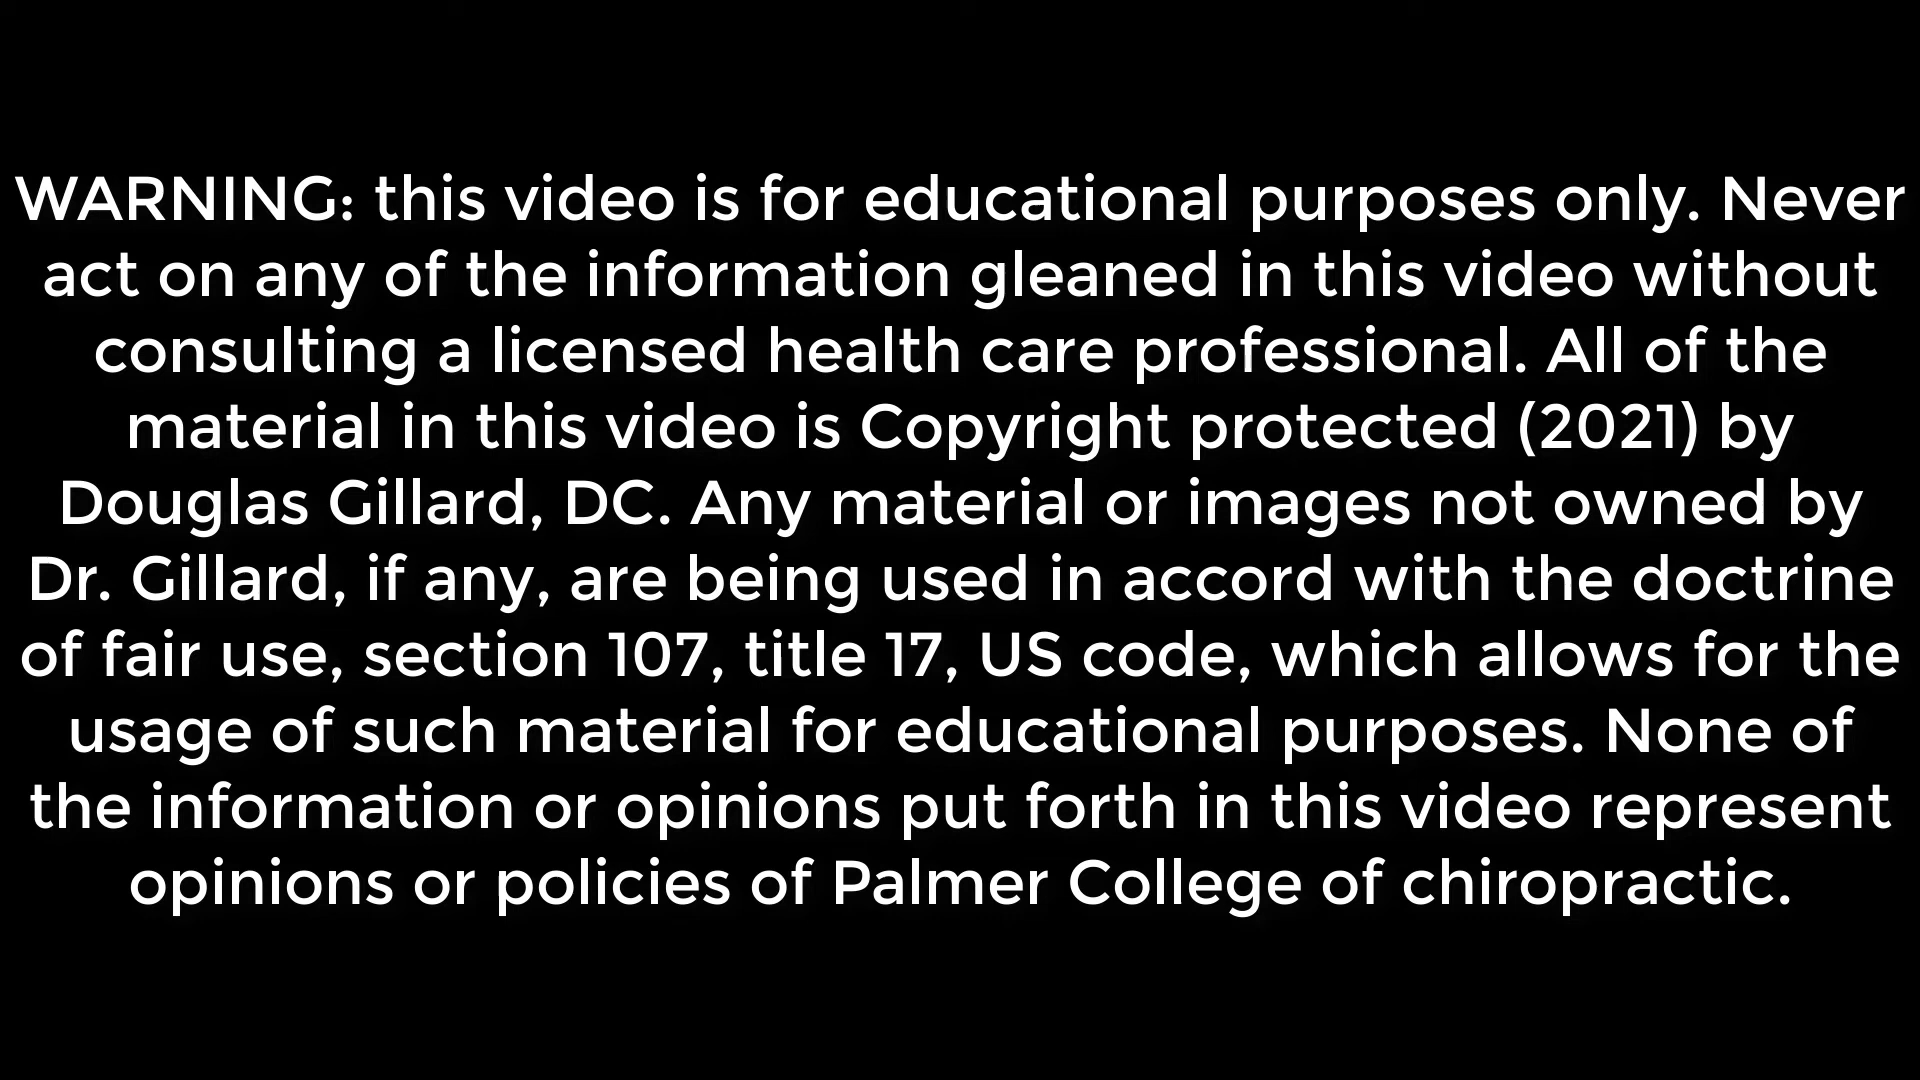 WARNING: this video is for educational purposes only. Never
act on any of the information gleaned in this video without
consulting a licensed health care professional. All of the
material in this video is Copyright protected (2021) by
Douglas Gillard, DC. Any material or images not owned by
Dr. Gillard, if any, are being used in accord with the doctrine
of fair use, section 107, title 17, US code, which allows for the
usage of such material for educational purposes. None of
the information or opinions put forth in this video represent
opinions or policies of Palmer College of chiropractic.